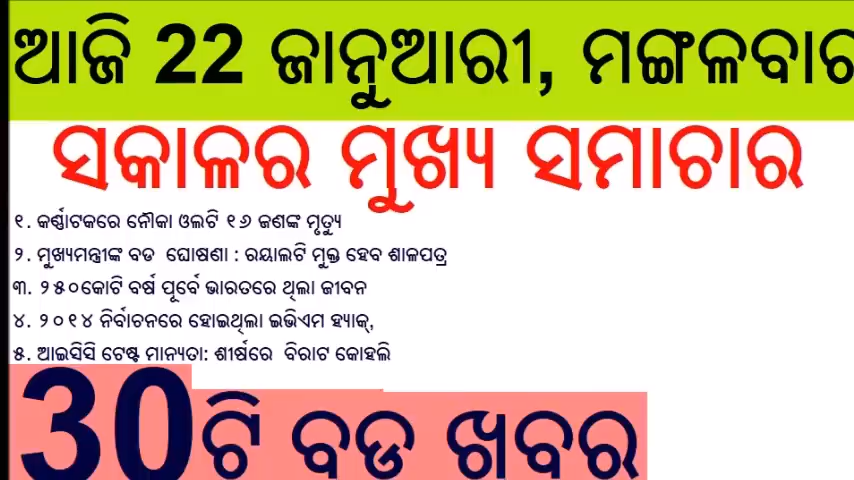 ଆଜି 22 ଜାନୁଆରୀ, ମଙ୍ଗଳବାର
ସକାଳର ମୁଖ୍ୟ ସମାଚାର
୧. କର୍ଣ୍ଣାଟକରେ ନୌକା ଓଲଟି ୧୬ ଜଣଙ୍କ ମୃତ୍ୟୁ
୨. ମୁଖ୍ୟମନ୍ତ୍ରୀଙ୍କ ବଡ ଘୋଷଣା : ରୟାଲଟି ମୁକ୍ତ ହେବ ଶାଳପତ୍ର
୩. ୨୫୦କୋଟି ବର୍ଷ ପୂର୍ବେ ଭାରତରେ ଥିଲା ଜୀବନ
୪. ୨୦୧୪ ନିର୍ବାଚନରେ ହୋଇଥିଲା ଇଭିଏମ ହ୍ୟାକ୍,
୫. ଆଇସିସି ଟେଷ୍ଟ ମାନ୍ୟତା: ଶୀର୍ଷରେ ବିରାଟ କୋହଲି
30ଟି ବଡ ଖବର